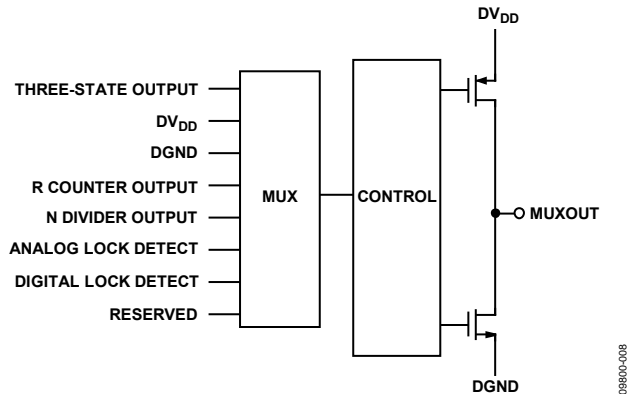 DVDD
THREE-STATE OUTPUT
DVDD
DGND
R COUNTER OUTPUT
N DIVIDER OUTPUT
ANALOG LOCK DETECT
DIGITAL LOCK DETECT
RESERVED
MUX
CONTROL
MUXOUT
DGND
09800-008